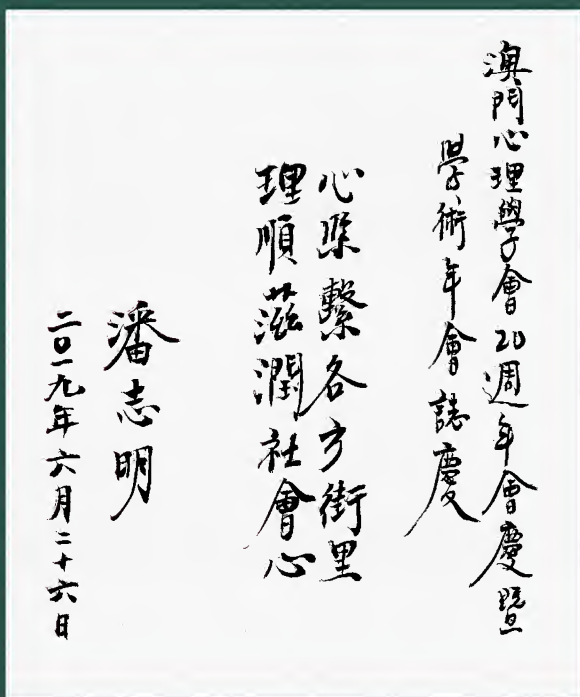 澳門心理學會20週年會慶暨
學術年會誌慶
心系繫各方街里
理順滋潤社會心
潘志明
二〇一九年六月二十六日